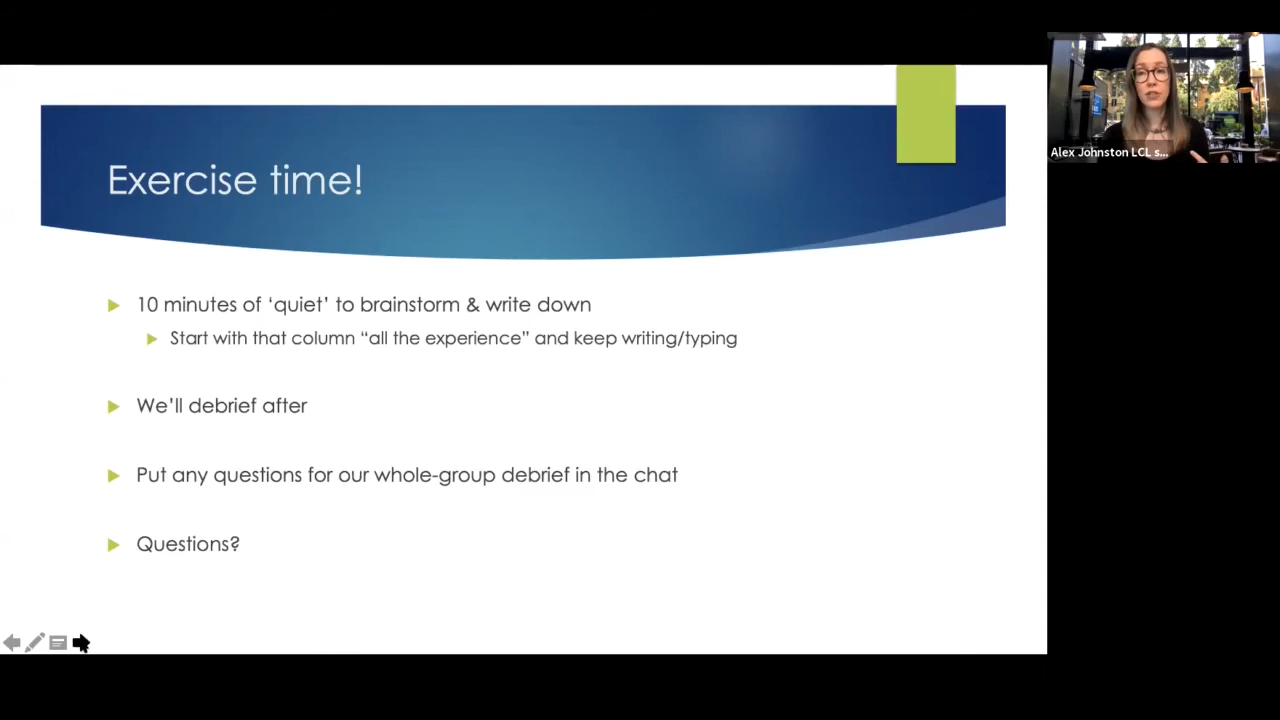 Exercise time!
10 minutes of ‘quiet’ to brainstorm & write down
Start with that column “all the experience” and keep writing/typing
We’ll debrief after
Put any questions for our whole-group debrief in the chat
Questions?
Alex Johnston LCL s...